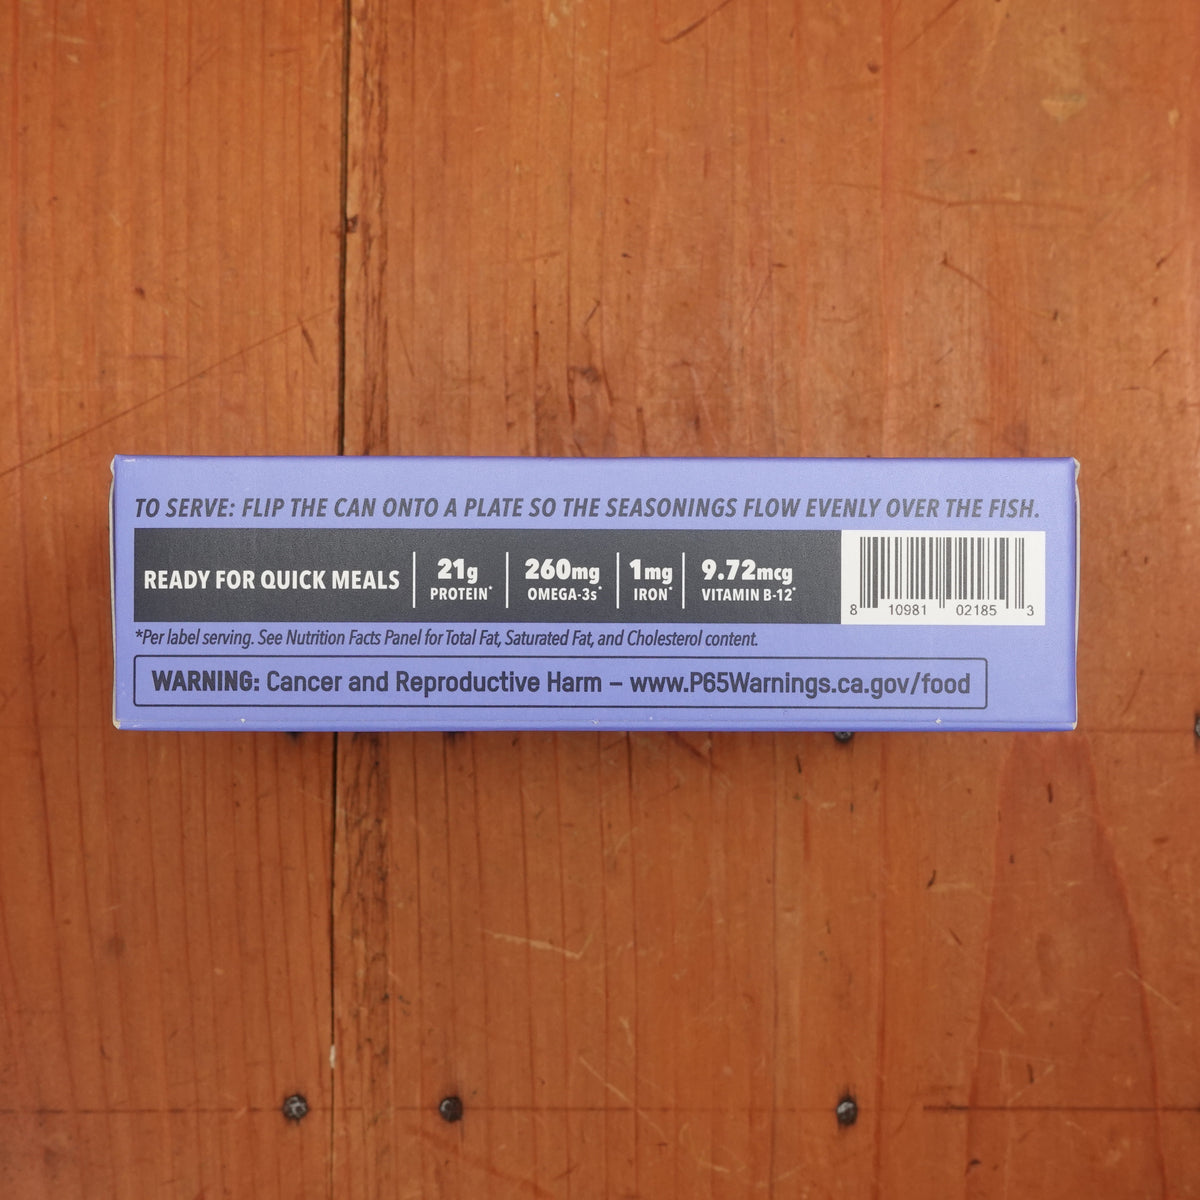 TO SERVE: FLIP THE CAN ONTO A PLATE SO THE SEASONINGS FLOW EVENLY OVER THE FISH.
READY FOR QUICK MEALS
21g
PROTEIN*
260mg
OMEGA-3s*
1mg
IRON*
9.72mcg
VITAMIN B-12*
8 10981 02185 3
*Per label serving. See Nutrition Facts Panel for Total Fat, Saturated Fat, and Cholesterol content.
WARNING: Cancer and Reproductive Harm – www.P65Warnings.ca.gov/food